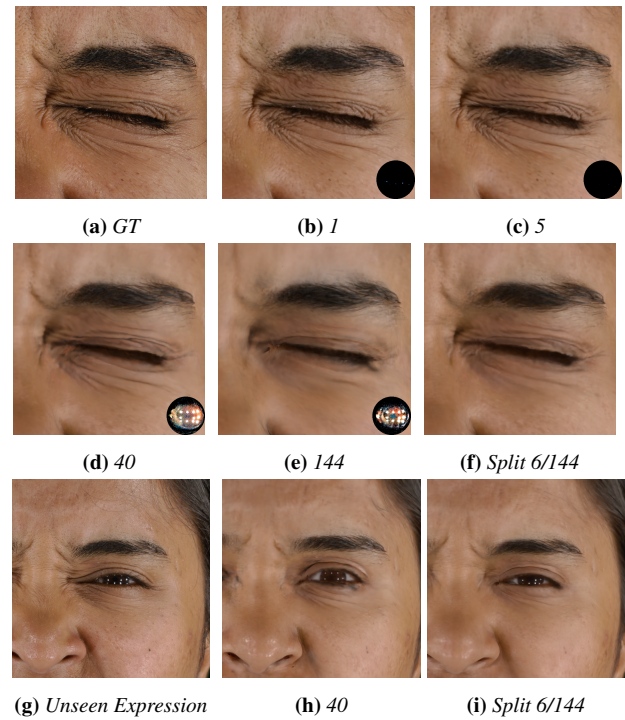 (a) GT
(b) 1
(c) 5
(d) 40
(e) 144
(f) Split 6/144
(g) Unseen Expression
(h) 40
(i) Split 6/144